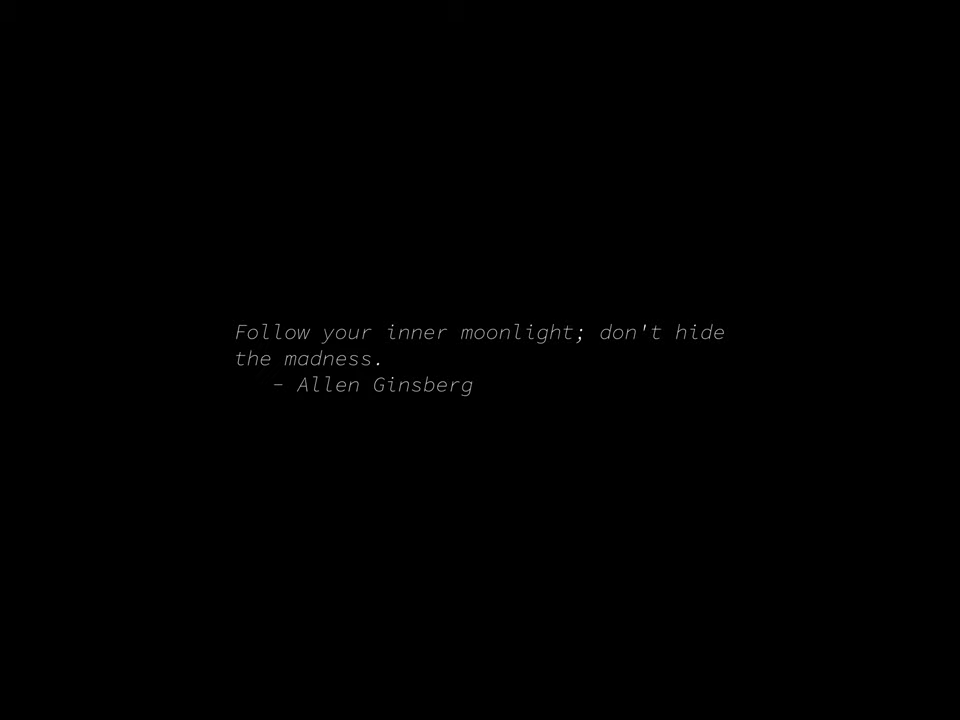 Follow your inner moonlight; don't hide
the madness.
- Allen Ginsberg